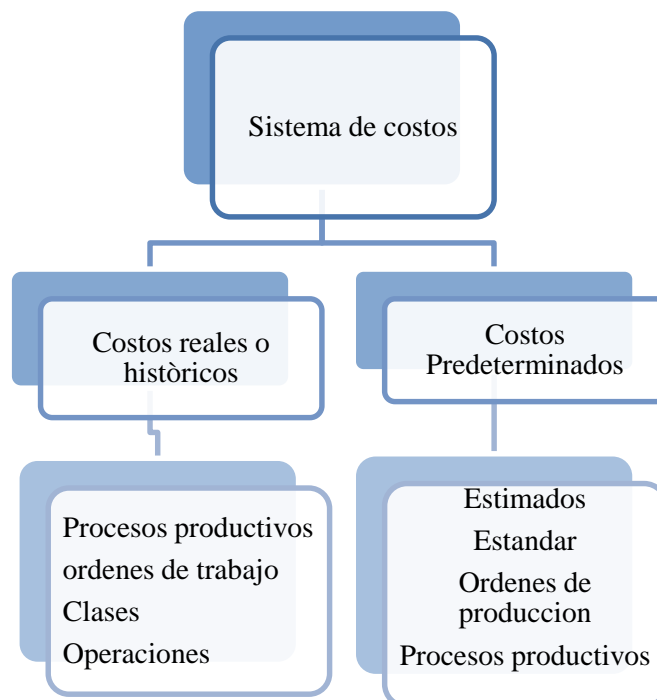 Sistema de costos
Costos reales o
històricos
Costos
Predeterminados
Procesos productivos
ordenes de trabajo
Clases
Operaciones
Estimados
Estandar
Ordenes de
produccion
Procesos productivos